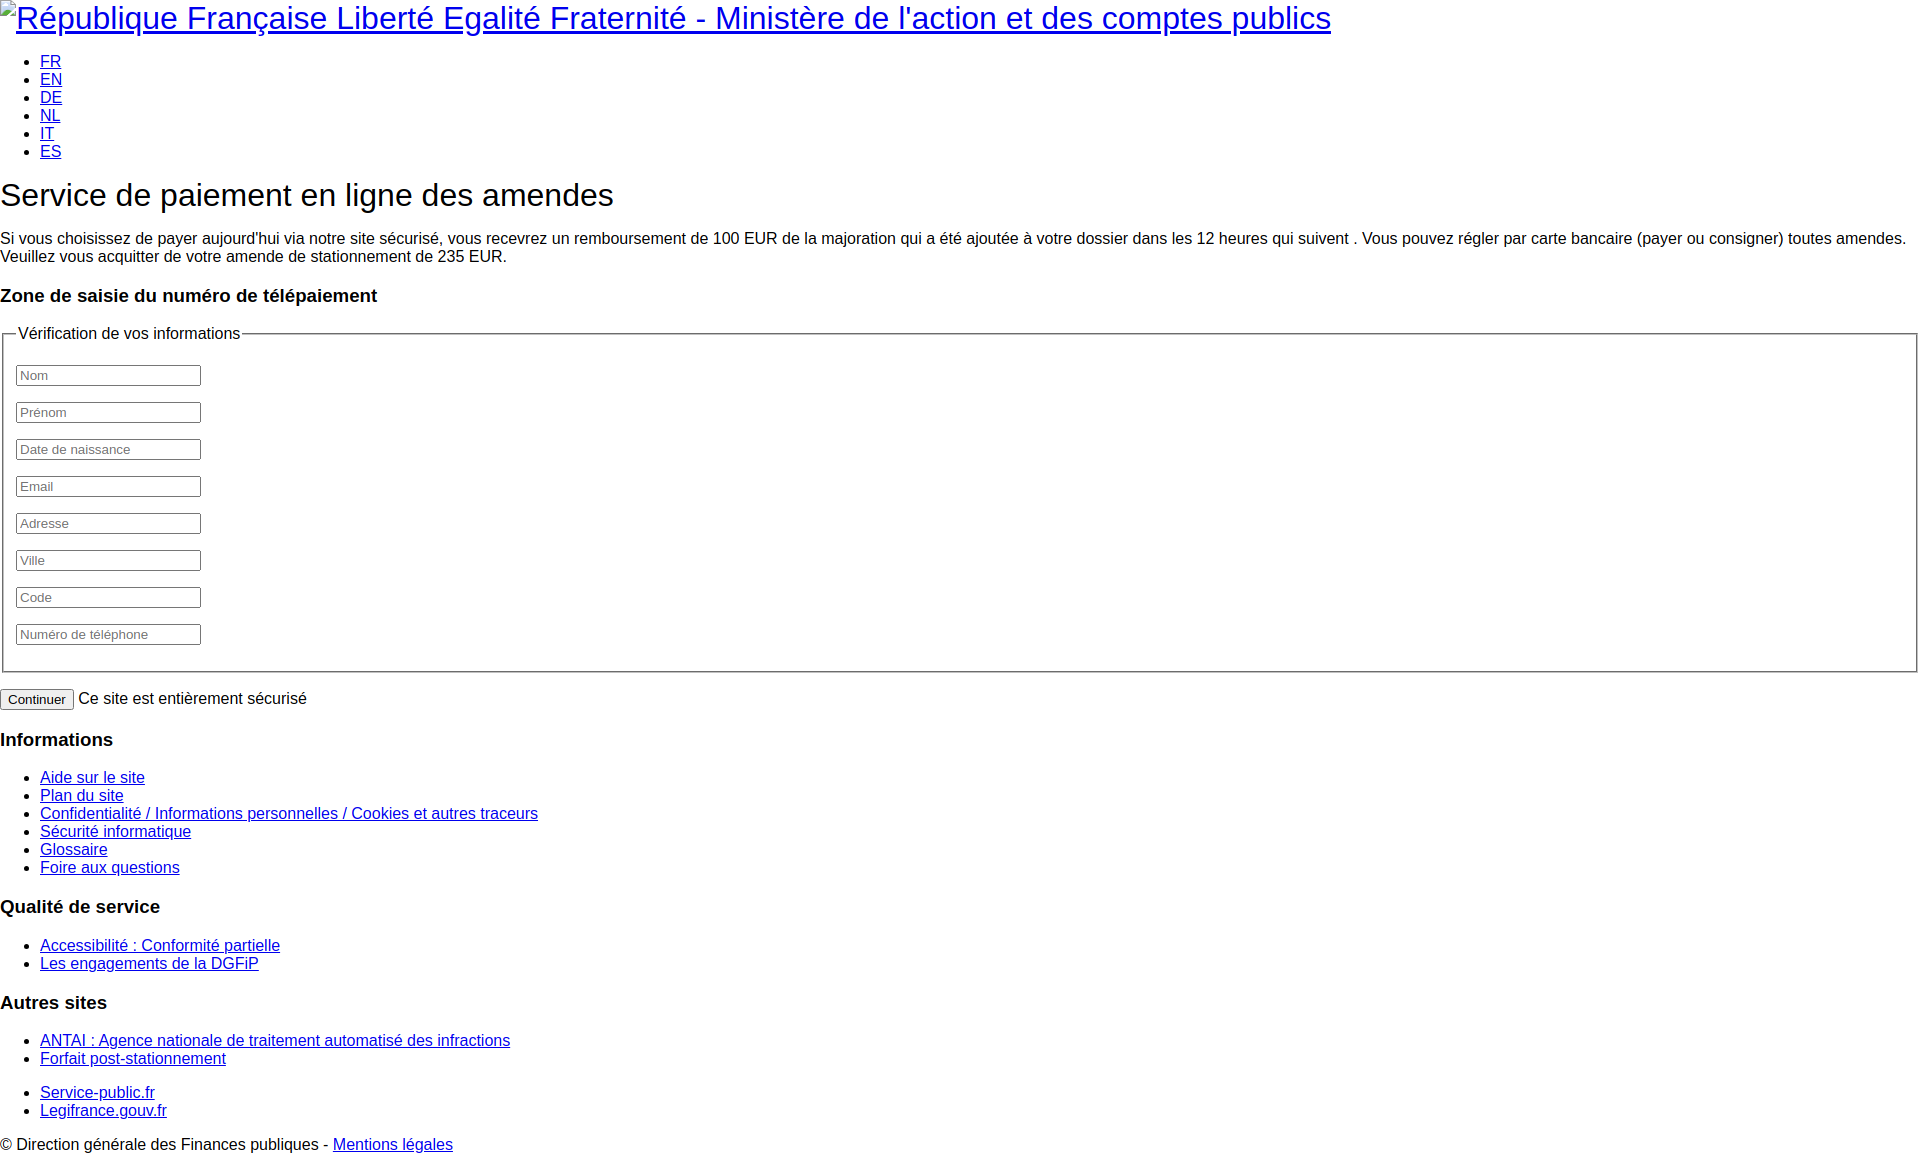 République Française Liberté Egalité Fraternité - Ministère de l'action et des comptes publics
FR
EN
DE
NL
IT
ES
Service de paiement en ligne des amendes
Si vous choisissez de payer aujourd'hui via notre site sécurisé, vous recevrez un remboursement de 100 EUR de la majoration qui a été ajoutée à votre dossier dans les 12 heures qui suivent . Vous pouvez régler par carte bancaire (payer ou consigner) toutes amendes.
Veuillez vous acquitter de votre amende de stationnement de 235 EUR.
Zone de saisie du numéro de télépaiement
Vérification de vos informations
Nom
Prénom
Date de naissance
Email
Adresse
Ville
Code
Numéro de téléphone
Continuer Ce site est entièrement sécurisé
Informations
Aide sur le site
Plan du site
Confidentialité / Informations personnelles / Cookies et autres traceurs
Sécurité informatique
Glossaire
Foire aux questions
Qualité de service
Accessibilité : Conformité partielle
Les engagements de la DGFiP
Autres sites
ANTAI : Agence nationale de traitement automatisé des infractions
Forfait post-stationnement
Service-public.fr
Legifrance.gouv.fr
© Direction générale des Finances publiques - Mentions légales